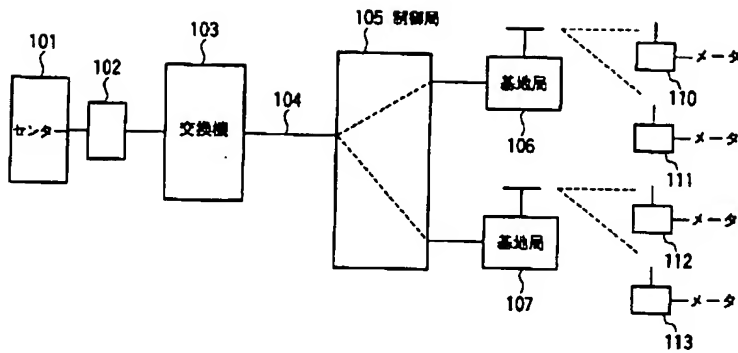 101
102
103
104
105 制御局
センター
交換機
基地局
106
基地局
107
メータ
110
メータ
111
メータ
112
メータ
113